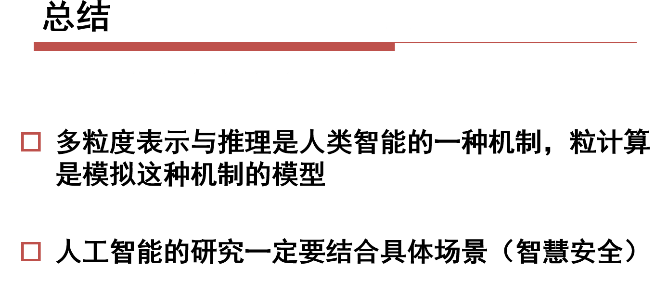 总结
多粒度表示与推理是人类智能的一种机制，粒计算
是模拟这种机制的模型
人工智能的研究一定要结合具体场景（智慧安全）